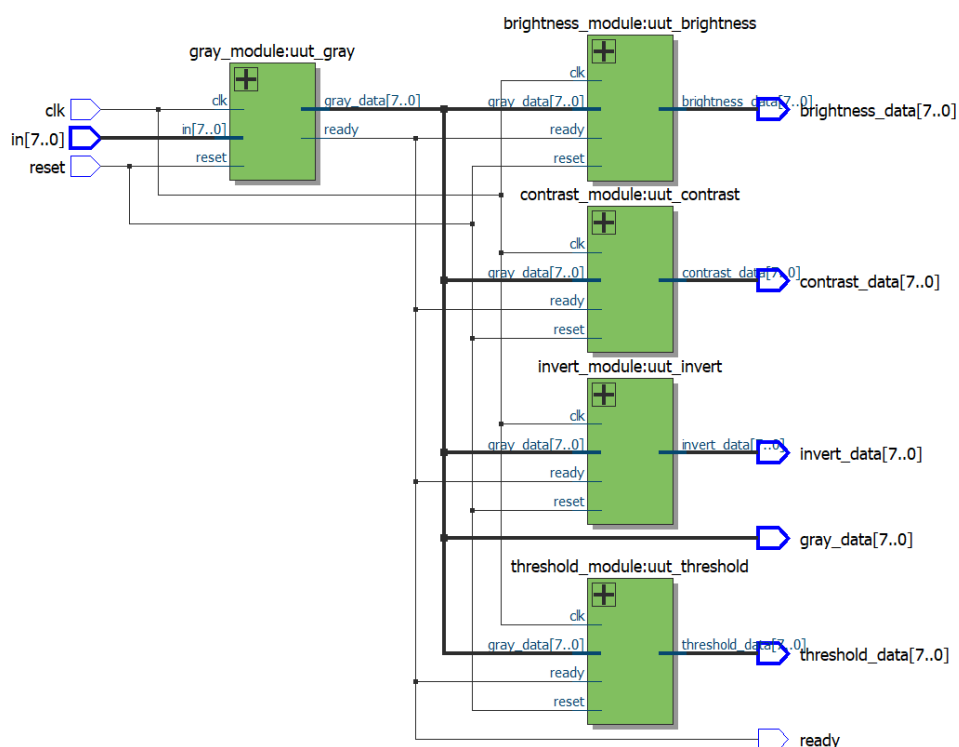 clk
in[7..0]
reset
gray_module:uut_gray
clk
in[7..0]
reset
gray_data[7..0]
ready
brightness_module:uut_brightness
clk
gray_data[7..0]
ready
reset
brightness_data[7..0]
brightness_data[7..0]
contrast_module:uut_contrast
clk
gray_data[7..0]
ready
reset
contrast_data[7..0]
contrast_data[7..0]
invert_module:uut_invert
clk
gray_data[7..0]
ready
reset
invert_data[7..0]
invert_data[7..0]
gray_data[7..0]
threshold_module:uut_threshold
clk
gray_data[7..0]
ready
reset
threshold_data[7..0]
threshold_data[7..0]
ready